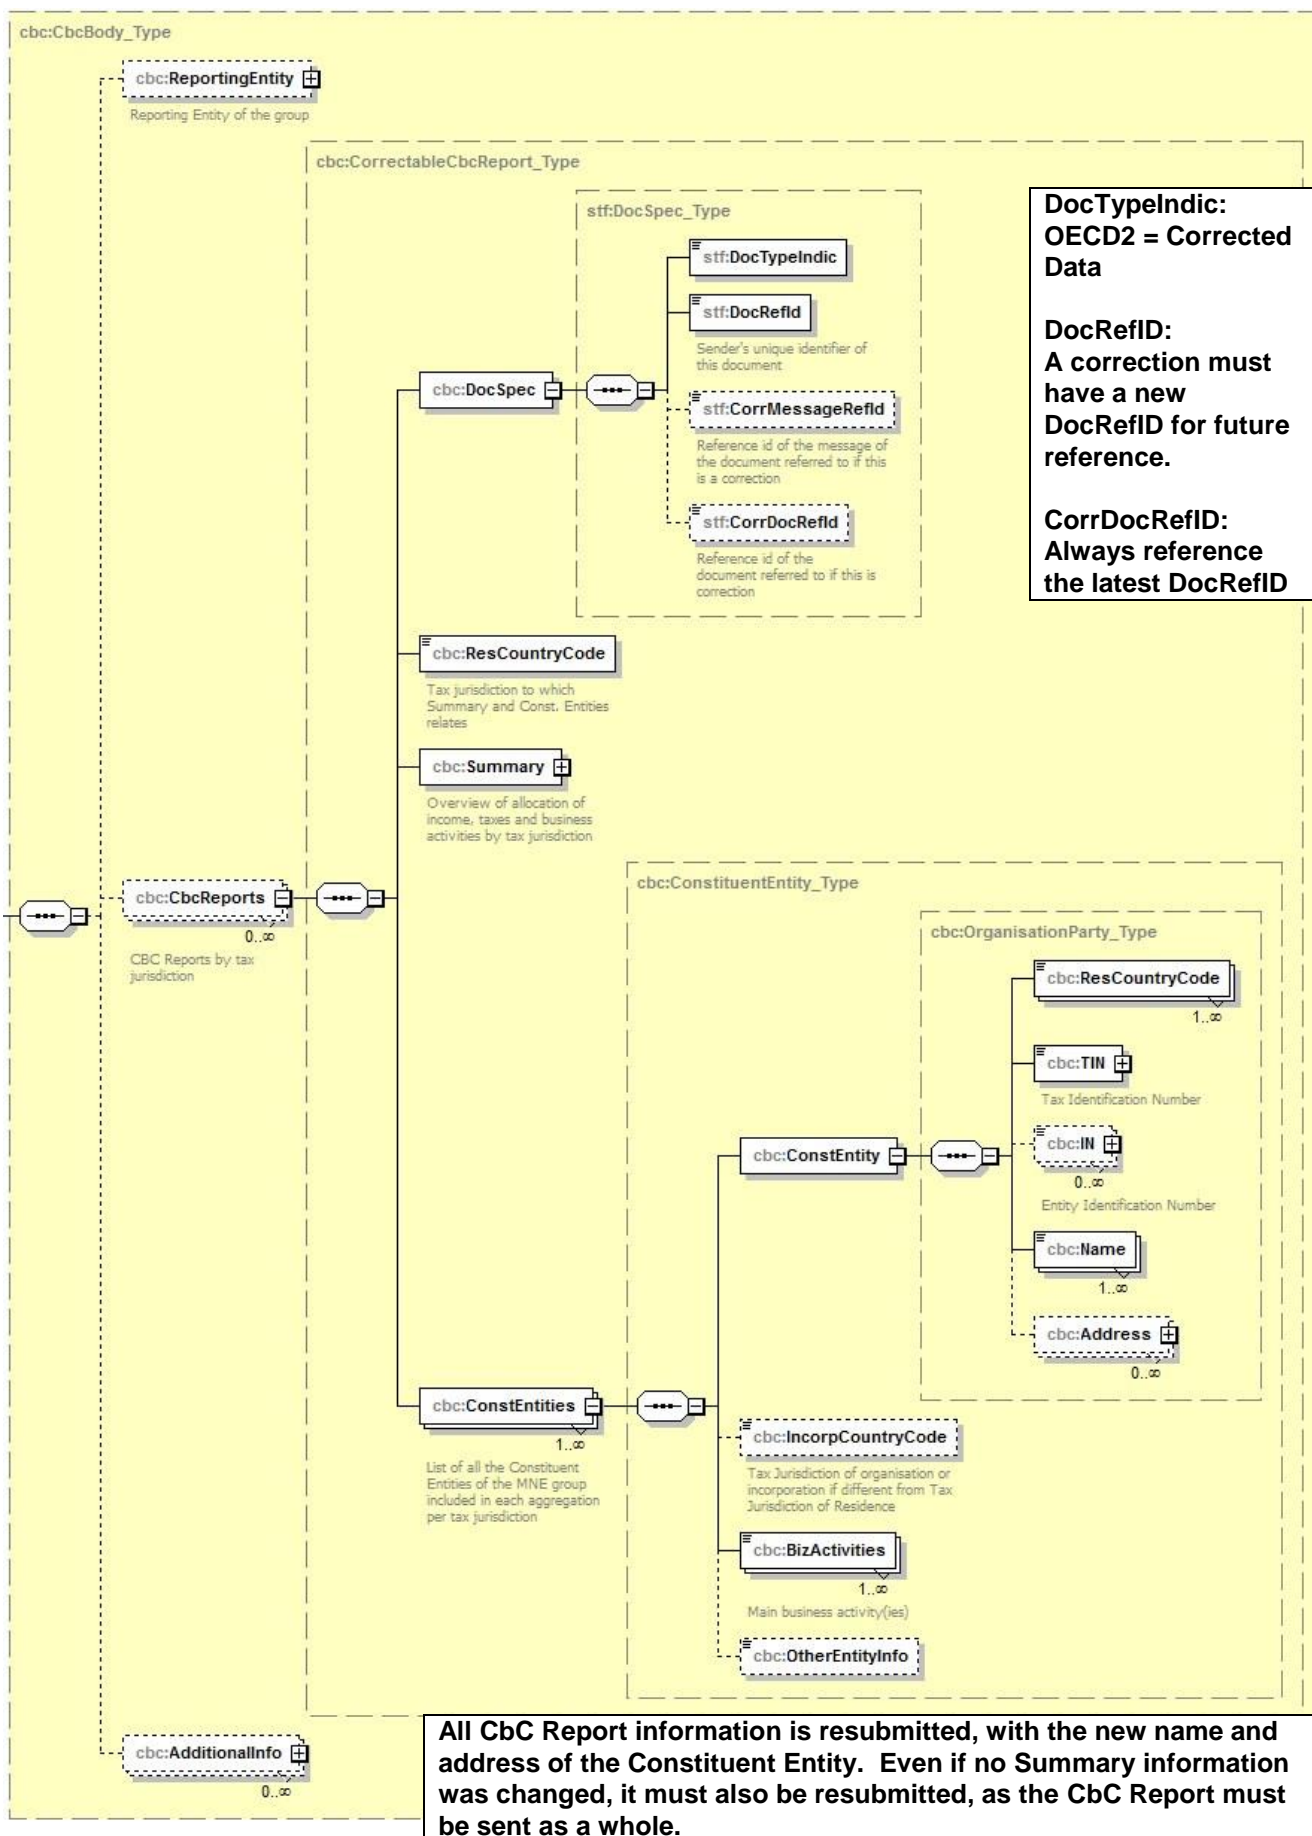 cbc:CbcBody_Type
cbc:ReportingEntity
Reporting Entity of the group
cbc:CorrectableCbcReport_Type
stf:DocSpec_Type
stf:DocTypeIndic
stf:DocRefId
Sender's unique identifier of
this document
cbc:DocSpec
stf:CorrMessageRefId
Reference id of the message of
the document referred to if this
is a correction
stf:CorrDocRefId
Reference id of the
document referred to if this is
correction
DocTypeIndic:
OECD2 = Corrected
Data
DocRefID:
A correction must
have a new
DocRefID for future
reference.
CorrDocRefID:
Always reference
the latest DocRefID
cbc:ResCountryCode
Tax jurisdiction to which
Summary and Const. Entities
relates
cbc:Summary
Overview of allocation of
income, taxes and business
activities by tax jurisdiction
cbc:CbcReports
0..∞
CBC Reports by tax
jurisdiction
cbc:ConstituentEntity_Type
cbc:OrganisationParty_Type
cbc:ResCountryCode
1..∞
cbc:TIN
Tax Identification Number
cbc:ConstEntity
cbc:IN
0..∞
Entity Identification Number
cbc:Name
1..∞
cbc:Address
0..∞
cbc:ConstEntities
1..∞
List of all the Constituent
Entities of the MNE group
included in each aggregation
per tax jurisdiction
cbc:IncorpCountryCode
Tax Jurisdiction of organisation or
incorporation if different from Tax
Jurisdiction of Residence
cbc:BizActivities
1..∞
Main business activity(ies)
cbc:OtherEntityInfo
cbc:AdditionalInfo
0..∞
All CbC Report information is resubmitted, with the new name and
address of the Constituent Entity. Even if no Summary information
was changed, it must also be resubmitted, as the CbC Report must
be sent as a whole.